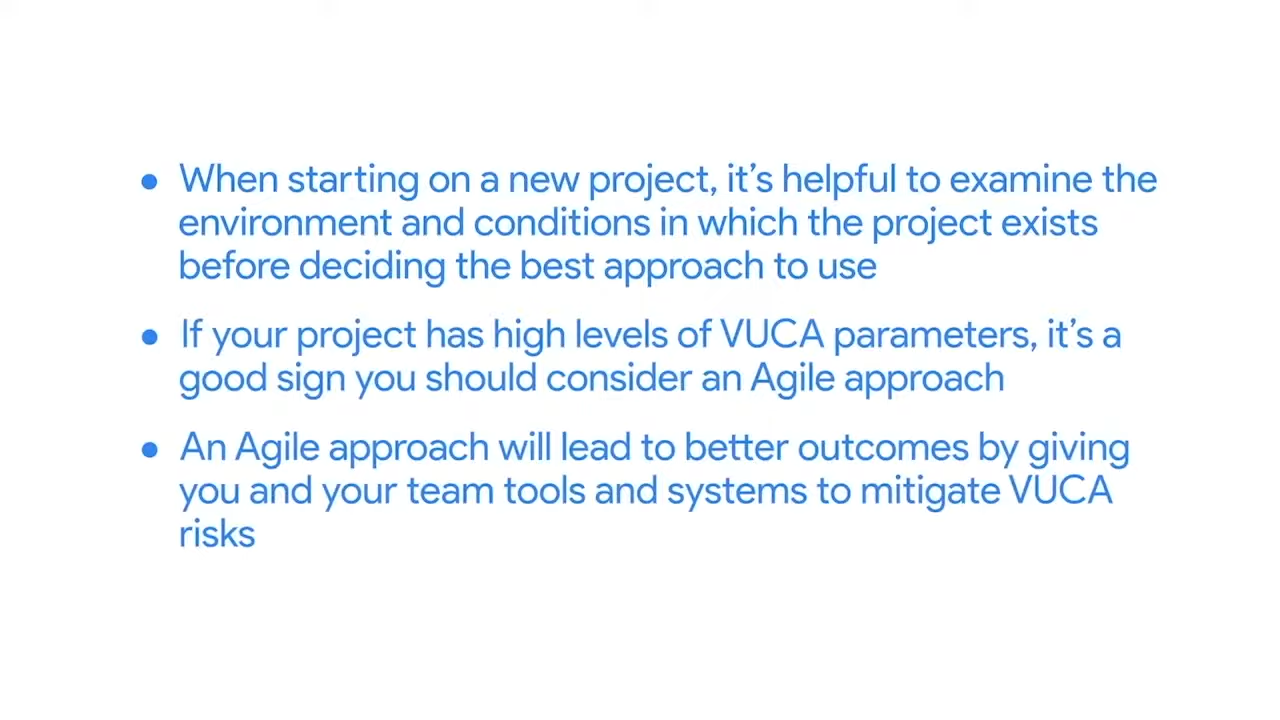 ● When starting on a new project, it’s helpful to examine the
environment and conditions in which the project exists
before deciding the best approach to use
● If your project has high levels of VUCA parameters, it’s a
good sign you should consider an Agile approach
● An Agile approach will lead to better outcomes by giving
you and your team tools and systems to mitigate VUCA
risks